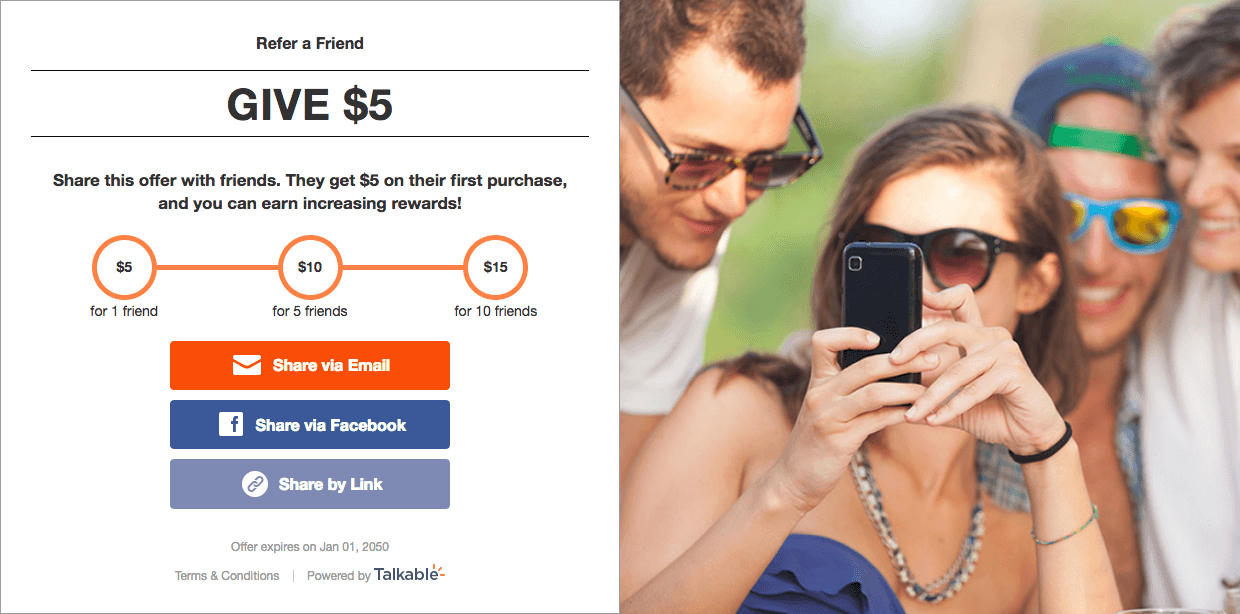 Refer a Friend
GIVE $5
Share this offer with friends. They get $5 on their first purchase,
and you can earn increasing rewards!
$5
$10
$15
for 1 friend
for 5 friends
for 10 friends
Share via Email
Share via Facebook
Share by Link
Offer expires on Jan 01, 2050
Terms & Conditions | Powered by Talkable